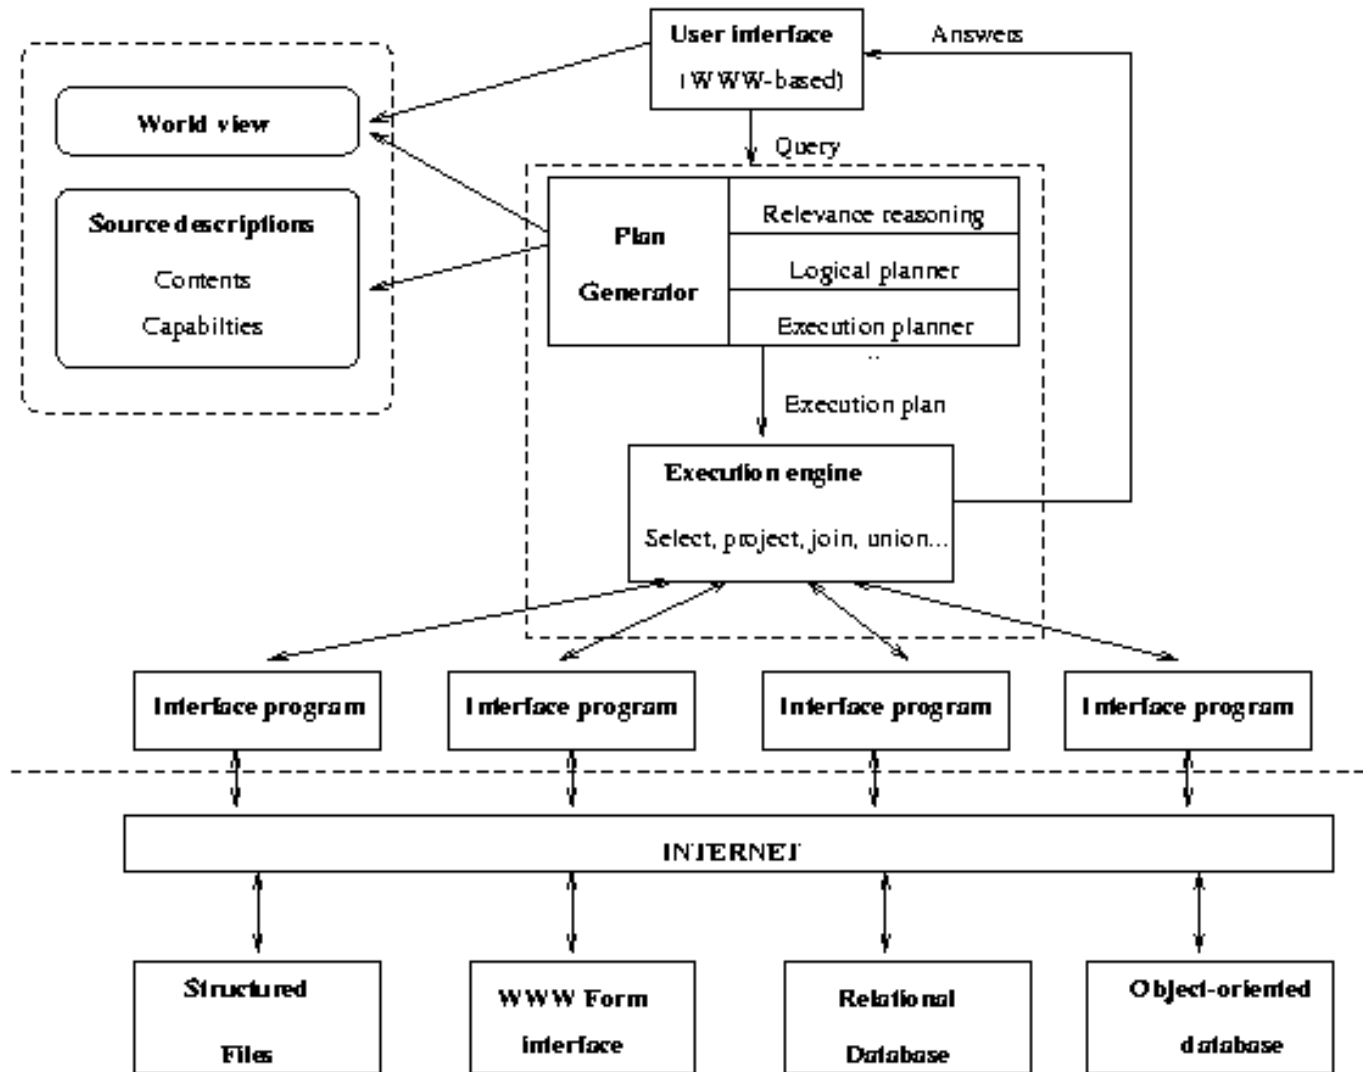 User interface
(WWW-based)
Answers
World view
Query
Source descriptions
Contents
Capabilties
Plan
Generator
Relevance reasoning
Logical planner
Execution planner
..
Execution plan
Execution engine
Select, project, join, union...
Interface program
Interface program
Interface program
Interface program
INTERNET
Structured
Files
WWW Form
interface
Relational
Database
Object-oriented
database